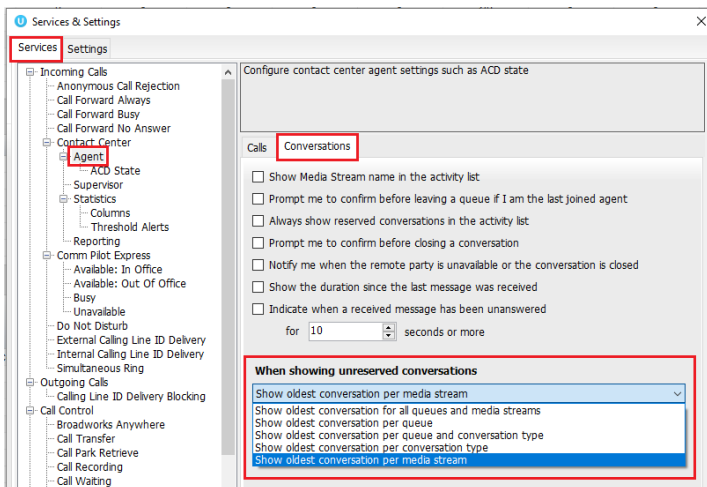 Services & Settings
Services Settings
Incoming Calls
Anonymous Call Rejection
Call Forward Always
Call Forward Busy
Call Forward No Answer
Contact Center
Agent
ACD State
Supervisor
Statistics
Columns
Threshold Alerts
Reporting
Comm Pilot Express
Available: In Office
Available: Out Of Office
Busy
Unavailable
Do Not Disturb
External Calling Line ID Delivery
Internal Calling Line ID Delivery
Simultaneous Ring
Outgoing Calls
Calling Line ID Delivery Blocking
Call Control
Broadworks Anywhere
Call Transfer
Call Park Retrieve
Call Recording
Call Waiting
Configure contact center agent settings such as ACD state
Calls Conversations
Show Media Stream name in the activity list
Prompt me to confirm before leaving a queue if I am the last joined agent
Always show reserved conversations in the activity list
Prompt me to confirm before closing a conversation
Notify me when the remote party is unavailable or the conversation is closed
Show the duration since the last message was received
Indicate when a received message has been unanswered
for 10 seconds or more
When showing unreserved conversations
Show oldest conversation per media stream
Show oldest conversation for all queues and media streams
Show oldest conversation per queue
Show oldest conversation per queue and conversation type
Show oldest conversation per conversation type
Show oldest conversation per media stream